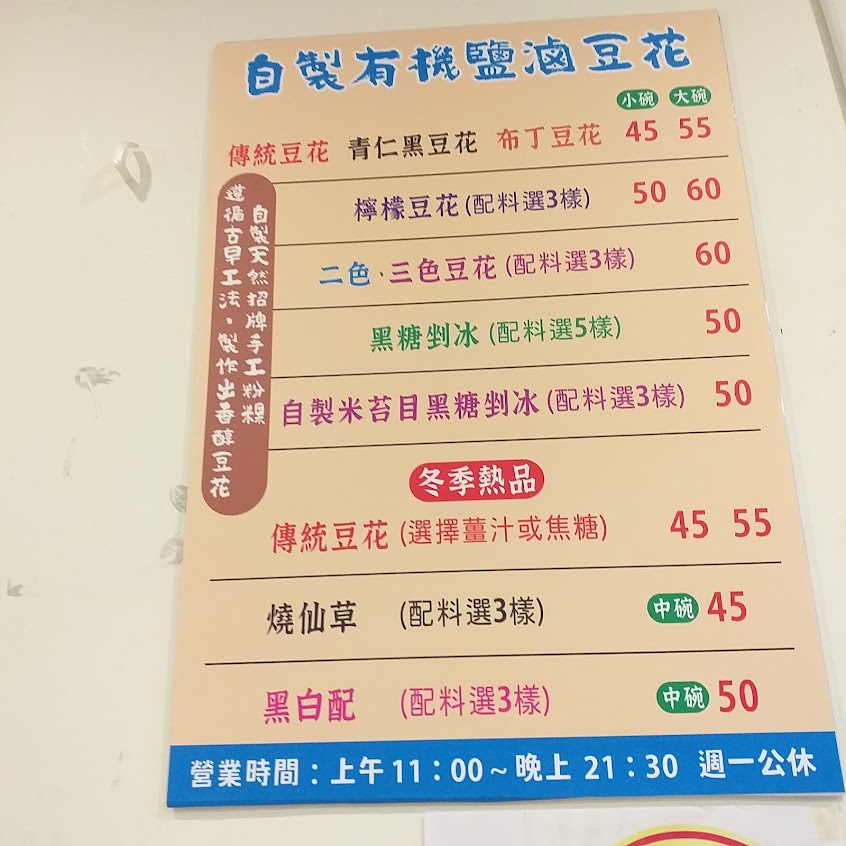 自製有機鹽滷豆花
小碗 大碗
傳統豆花 青仁黑豆花 布丁豆花 45 55
檸檬豆花(配料選3樣) 50 60
二色·三色豆花(配料選3樣) 60
黑糖剉冰(配料選5樣) 50
自製米苔目黑糖剉冰(配料選3樣) 50
自製天然招牌手工粉粿
遵循古早工法,製作出香醇豆花
冬季熱品
傳統豆花(選擇薑汁或焦糖) 45 55
燒仙草 (配料選3樣) 中碗 45
黑白配 (配料選3樣) 中碗 50
營業時間:上午11:00~晚上 21:30 週一公休